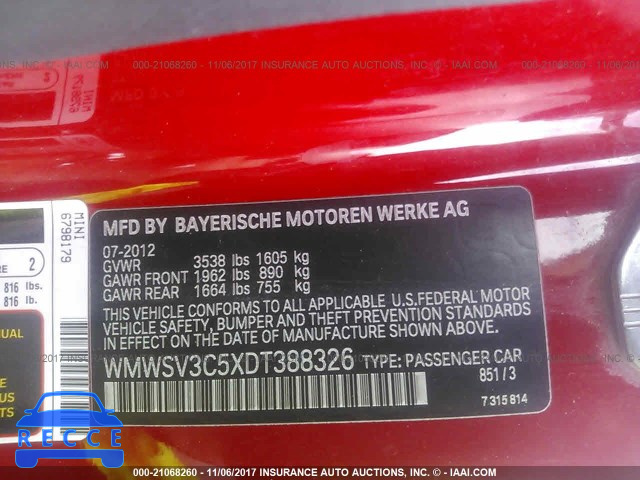 000-21068260 - 11/06/2017 INSURANCE AUTO AUCTIONS, INC. - IAAI.COM
MINI
6798179
2
816 lbs.
816 lb.
MFD BY BAYERISCHE MOTOREN WERKE AG
07-2012
GVWR 3538 lbs 1605 kg
GAWR FRONT 1962 lbs 890 kg
GAWR REAR 1664 lbs 755 kg
THIS VEHICLE CONFORMS TO ALL APPLICABLE U.S.FEDERAL MOTOR
VEHICLE SAFETY, BUMPER AND THEFT PREVENTION STANDARDS
IN EFFECT ON THE DATE OF MANUFACTURE SHOWN ABOVE.
WMWSV3C5XDT388326 TYPE: PASSENGER CAR
851/3
7 315 814
RECCE
000-21068260 - 11/06/2017 INSURANCE AUTO AUCTIONS, INC. - IAAI.COM